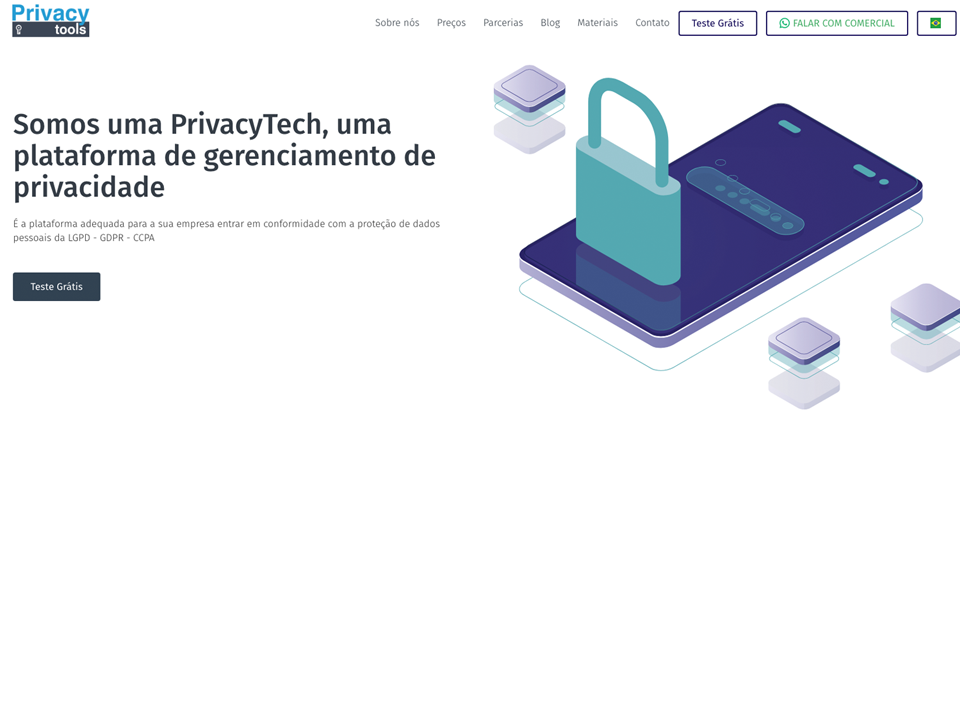 Privacy
tools
Sobre nós
Preços
Parcerias
Blog
Materiais
Contato
Teste Grátis
FALAR COM COMERCIAL
Somos uma PrivacyTech, uma
plataforma de gerenciamento de
privacidade
É a plataforma adequada para a sua empresa entrar em conformidade com a proteção de dados
pessoais da LGPD - GDPR - CCPA
Teste Grátis